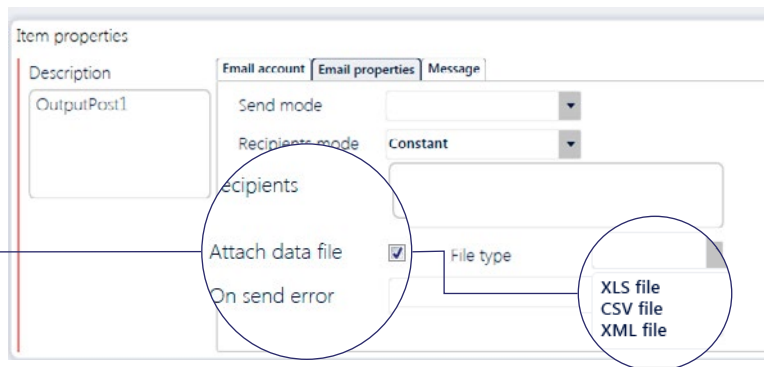 Item properties
Description
OutputPost1
Email account Email properties Message
Send mode
Recipients mode Constant
ecipients
Attach data file File type
On send error
XLS file
CSV file
XML file